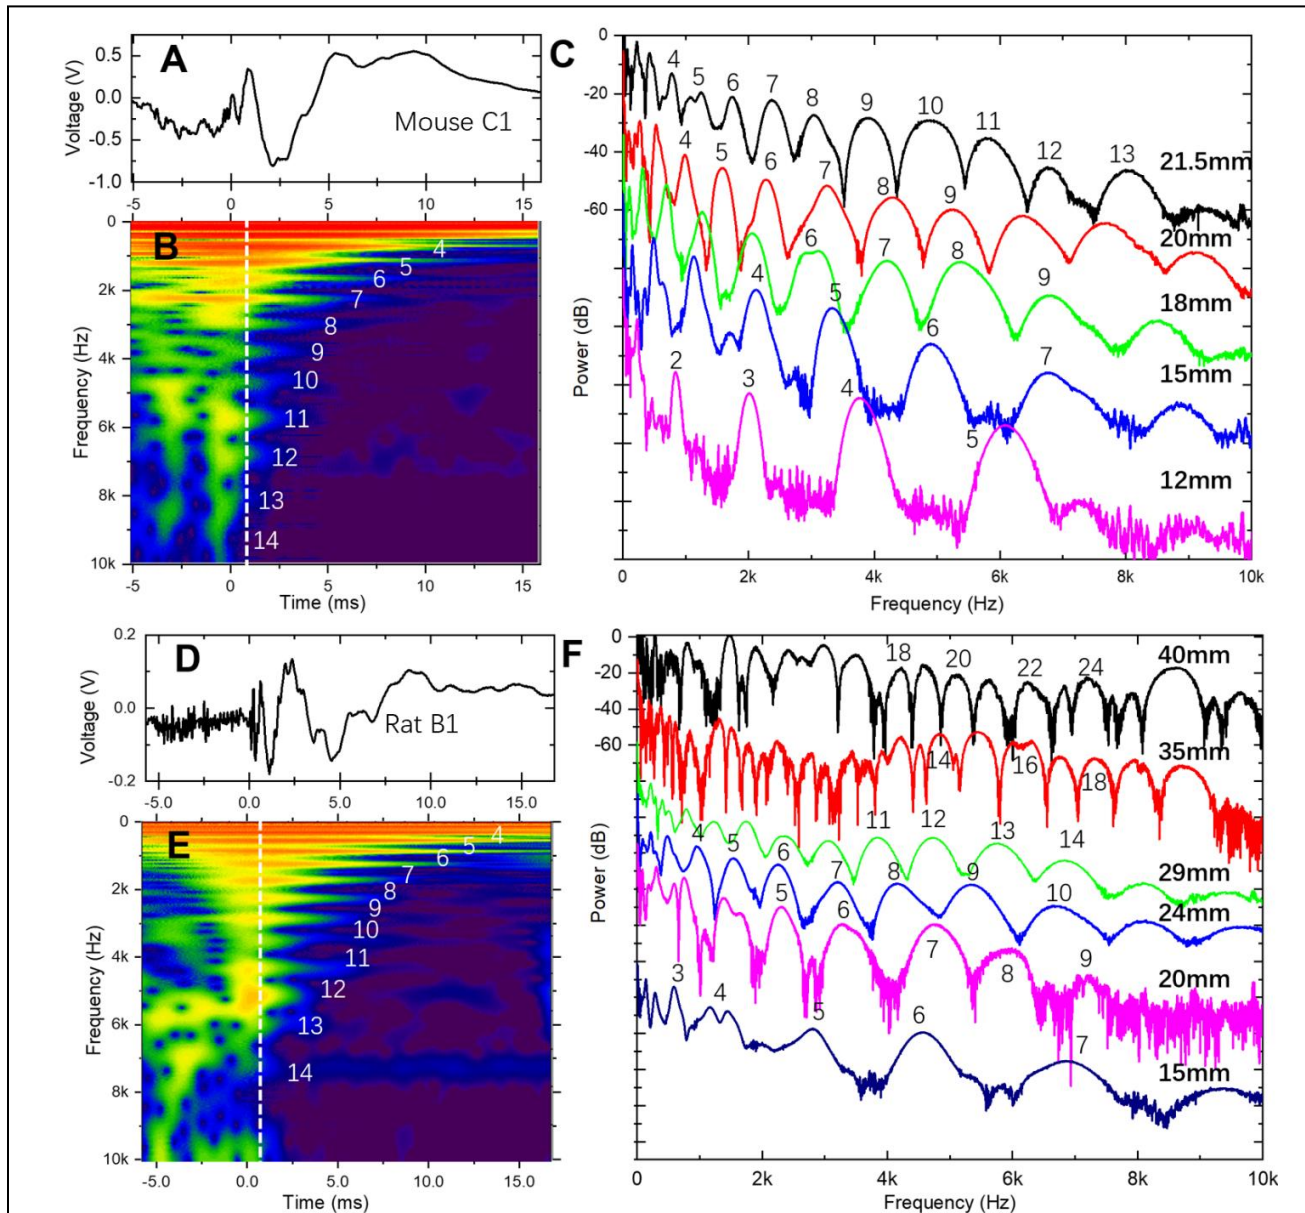 A
Voltage (V)
0.5
0.0
-0.5
-1.0
Mouse C1
-5 0 5 10 15
B
Frequency (Hz)
0
2k
4k
6k
8k
10k
4
5
6
7
8
9
10
11
12
13
14
-5 0 5 10 15
Time (ms)
C
Power (dB)
0
-20
-40
-60
4 5 6 7 8 9 10 11 12 13
21.5mm
4 5 6 7 8 9
20mm
6 7 8 9
18mm
4 5 6 7
15mm
2 3 4 5
12mm
0 2k 4k 6k 8k 10k
Frequency (Hz)
D
Voltage (V)
0.2
0.0
-0.2
Rat B1
-5.0 0.0 5.0 10.0 15.0
E
Frequency (Hz)
0
2k
4k
6k
8k
10k
4
5
6
7
8
9
10
11
12
13
14
-5.0 0.0 5.0 10.0 15.0
Time (ms)
F
Power (dB)
0
-20
-40
-60
18 20 22 24
40mm
14 16 18
35mm
11 12 13 14
29mm
4 5 6 7 8 9 10
24mm
5 6 7 8 9
20mm
3 4 5 6 7
15mm
0 2k 4k 6k 8k 10k
Frequency (Hz)